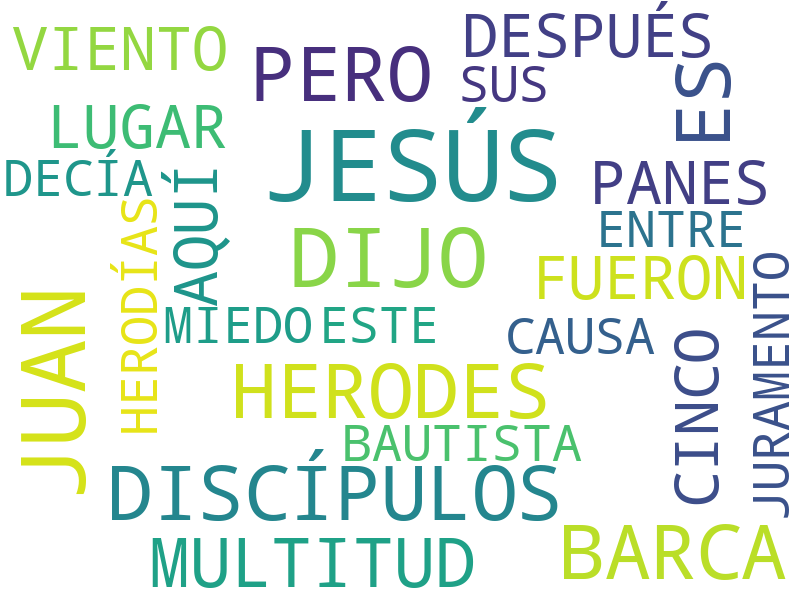 VIENTO
PERO
DESPUÉS
SUS
ES
LUGAR
JESÚS
DECÍA
AQUÍ
PANES
HERODÍAS
DIJO
ENTRE
FUERON
JUAN
MIEDO
ESTE
CAUSA
CINCO
JURAMENTO
HERODES
BAUTISTA
DISCÍPULOS
MULTITUD
BARCA